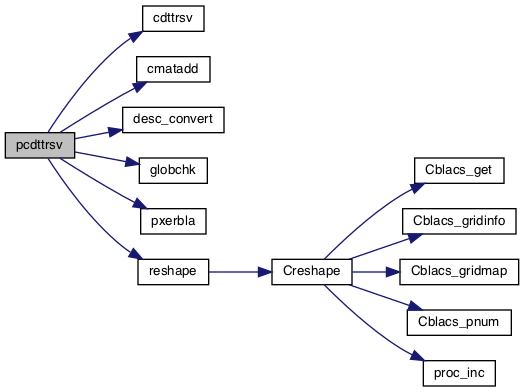 pcdttrsv
cdttrsv
cmatadd
desc_convert
globchk
pxerbla
reshape
Creshape
Cblacs_get
Cblacs_gridinfo
Cblacs_gridmap
Cblacs_pnum
proc_inc